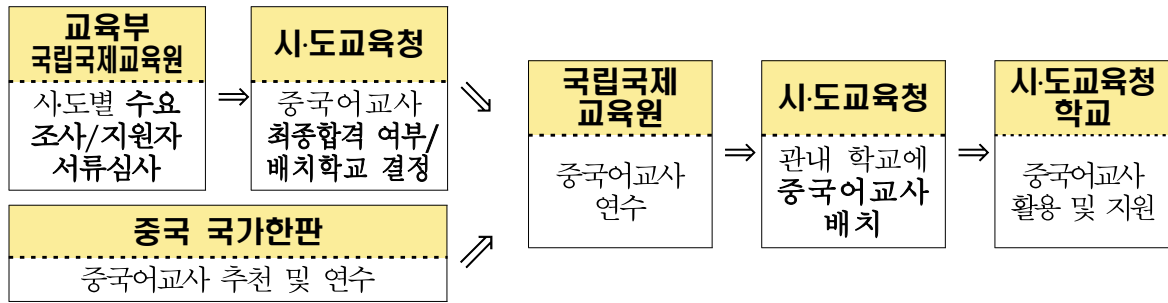 교육부
국립국제교육원
시·도별 수요
조사/지원자
서류심사
⇒
시·도교육청
중국어교사
최종합격 여부/
배치학교 결정
중국 국가한판
중국어교사 추천 및 연수
국립국제
교육원
중국어교사
연수
⇒
시·도교육청
관내 학교에
중국어교사
배치
⇒
시·도교육청
학교
중국어교사
활용 및 지원